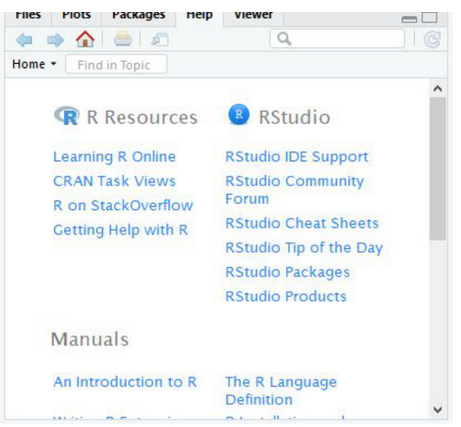 Files Plots Packages Help Viewer
Home
Find in Topic
R Resources
Learning R Online
CRAN Task Views
R on StackOverflow
Getting Help with R
R RStudio
RStudio IDE Support
RStudio Community
Forum
RStudio Cheat Sheets
RStudio Tip of the Day
RStudio Packages
RStudio Products
Manuals
An Introduction to R
The R Language
Definition